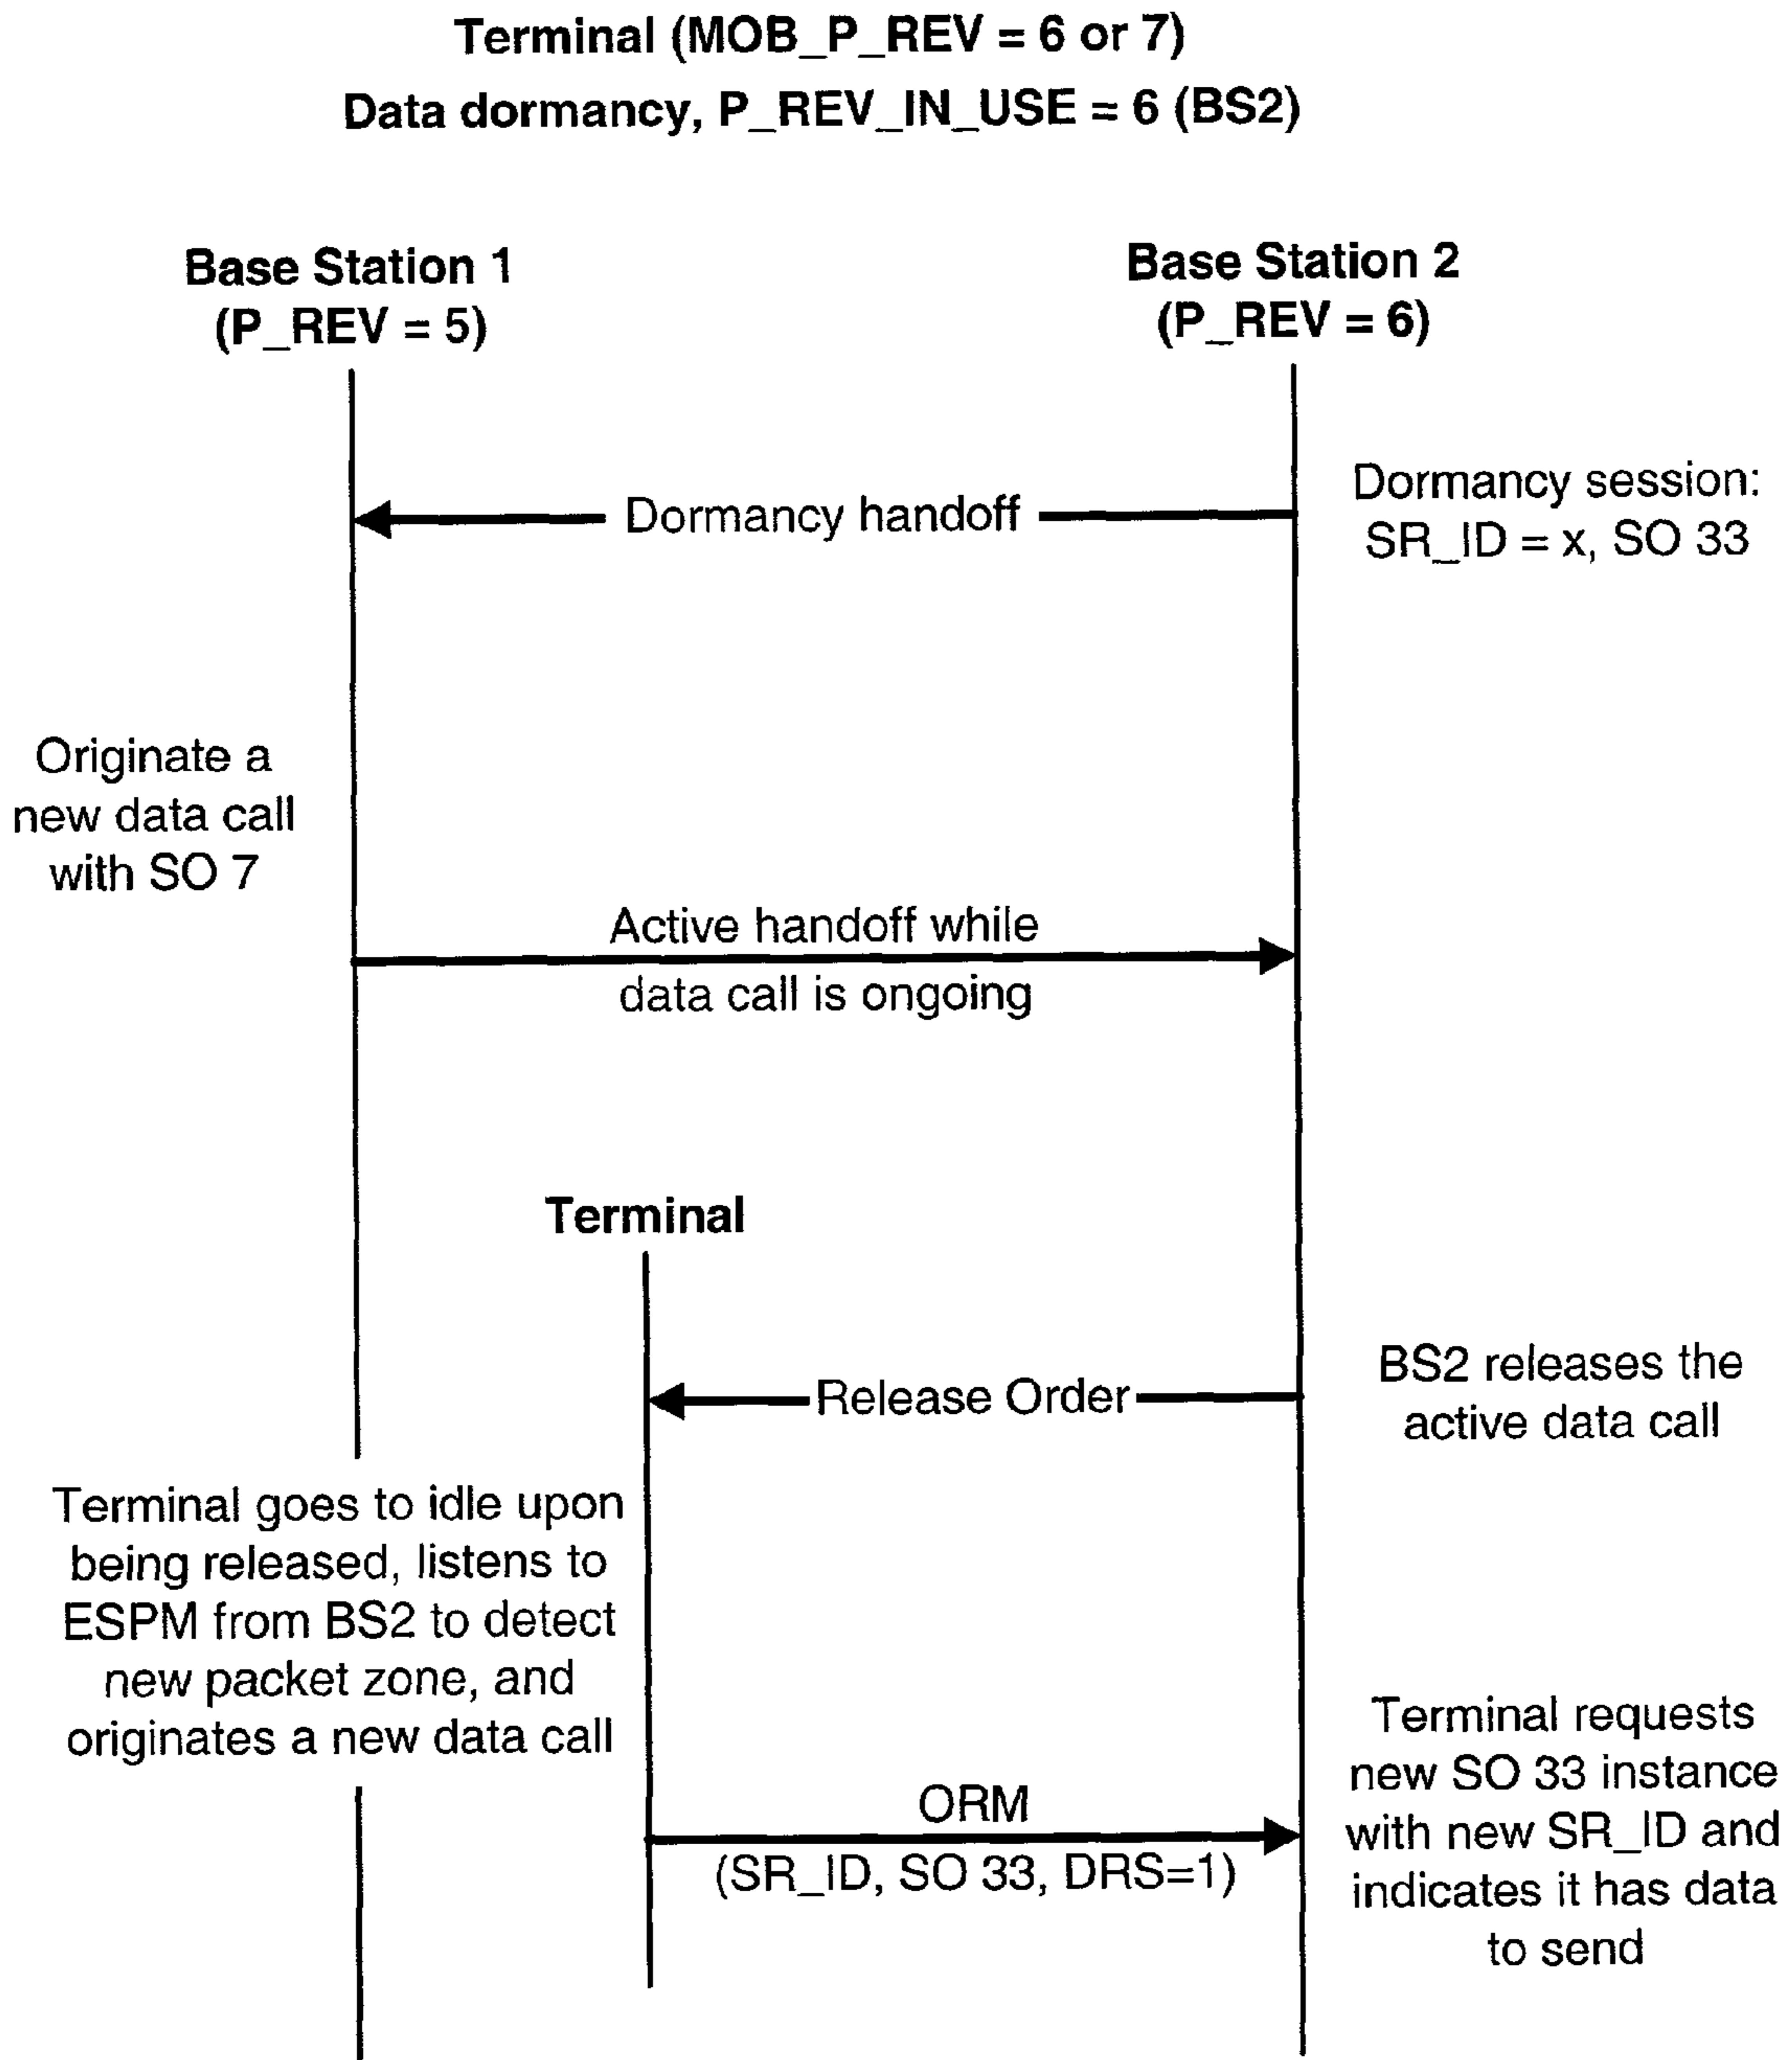 Terminal (MOB_P_REV = 6 or 7)
Data dormancy, P_REV_IN_USE = 6 (BS2)
Base Station 1
(P_REV = 5)
Base Station 2
(P_REV = 6)
Dormancy handoff
Dormancy session:
SR_ID = x, SO 33
Originate a
new data call
with SO 7
Active handoff while
data call is ongoing
Terminal
Release Order
BS2 releases the
active data call
Terminal goes to idle upon
being released, listens to
ESPM from BS2 to detect
new packet zone, and
originates a new data call
ORM
(SR_ID, SO 33, DRS=1)
Terminal requests
new SO 33 instance
with new SR_ID and
indicates it has data
to send